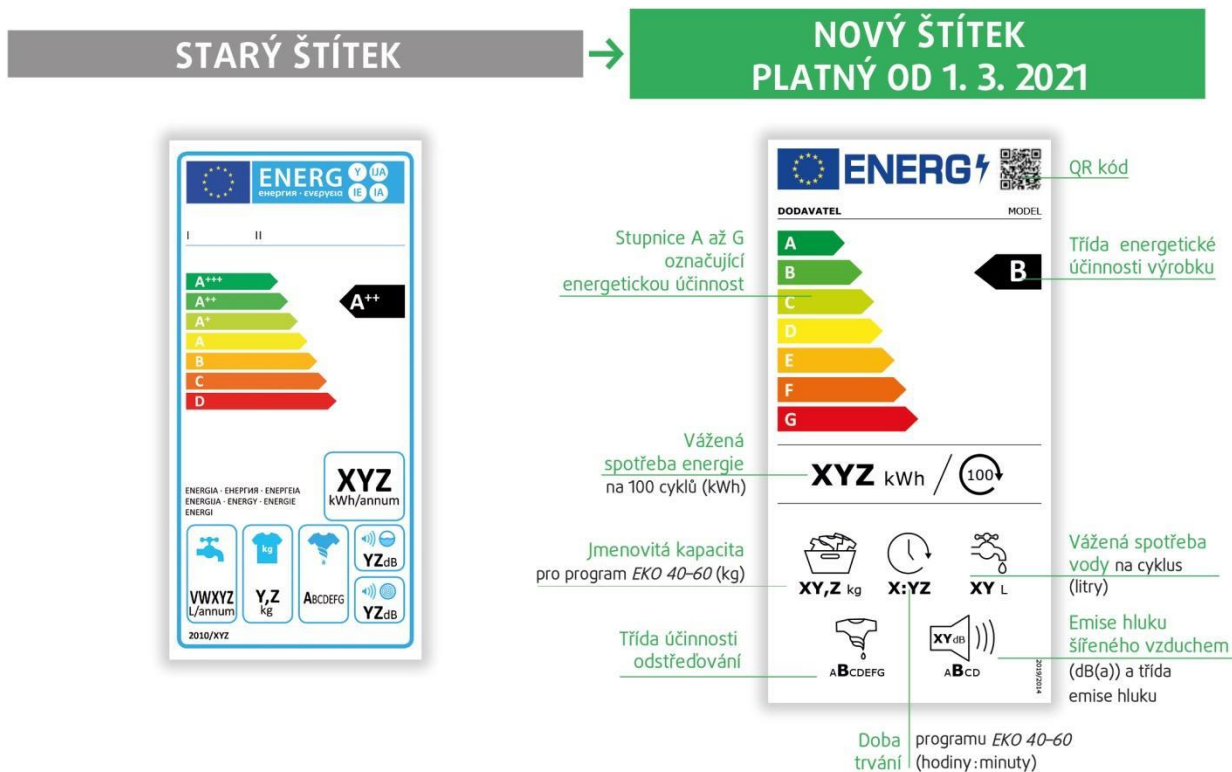 STARÝ ŠTÍTEK
NOVÝ ŠTÍTEK
PLATNÝ OD 1. 3. 2021
ENERG
енергия · ενεργεια
Y IJA
IE IA
I II
A+++
A++
A+
A
B
C
D
A++
XYZ
kWh/annum
ENERGIA · ЕНЕРГИЯ · ΕΝΕΡΓΕΙΑ
ENERGIJA · ENERGY · ENERGIE
ENERGI
VWXYZ
L/annum
kg
Y,Z
kg
ABCDEFG
YZdB
YZdB
2010/XYZ
ENERG
DODAVATEL MODEL
A
B
C
D
E
F
G
B
XYZ kWh / 100
XY,Z kg
X:YZ
XY L
ABCDEFG
XYdB
ABCD
2019/2014
QR kód
Stupnice A až G
označující
energetickou účinnost
Třída energetické
účinnosti výrobku
Vážená
spotřeba energie
na 100 cyklů (kWh)
Jmenovitá kapacita
pro program EKO 40–60 (kg)
Vážená spotřeba
vody na cyklus
(litry)
Třída účinnosti
odstřeďování
Emise hluku
šířeného vzduchem
(dB(a)) a třída
emise hluku
Doba trvání programu EKO 40–60
(hodiny:minuty)